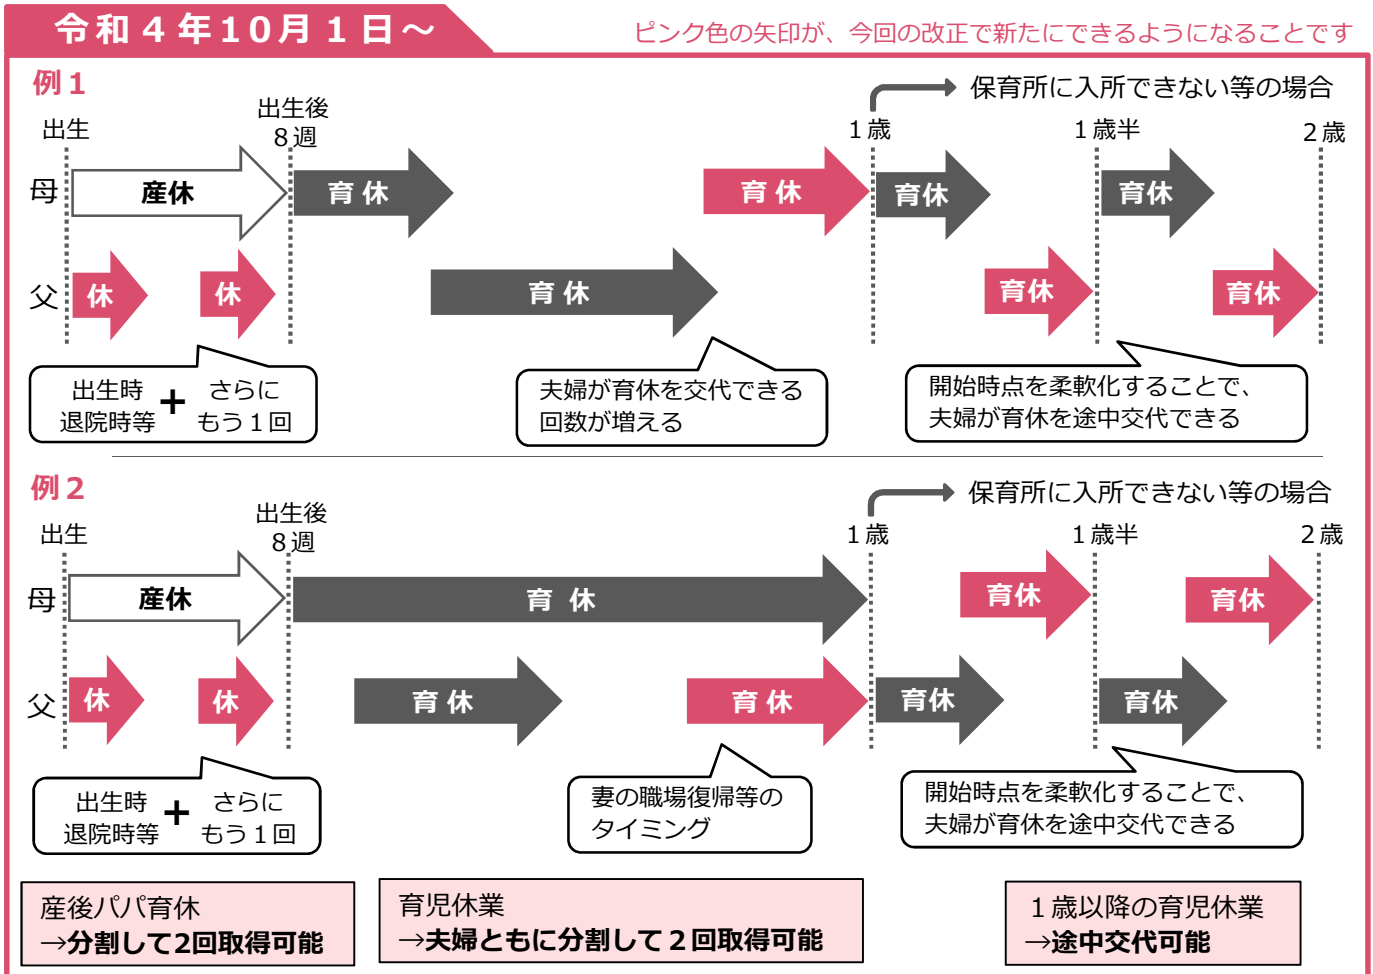 令和４年10月１日～
ピンク色の矢印が、今回の改正で新たにできるようになることです
例１
保育所に入所できない等の場合
出生
出生後
８週
１歳
１歳半
２歳
母
産休
育休
育休
育休
育休
父
休
休
育休
育休
育休
出生時
退院時等
＋
さらに
もう１回
夫婦が育休を交代できる
回数が増える
開始時点を柔軟化することで、
夫婦が育休を途中交代できる
例２
保育所に入所できない等の場合
出生
出生後
８週
１歳
１歳半
２歳
母
産休
育休
育休
育休
父
休
休
育休
育休
育休
育休
出生時
退院時等
＋
さらに
もう１回
妻の職場復帰等の
タイミング
開始時点を柔軟化することで、
夫婦が育休を途中交代できる
産後パパ育休
→分割して2回取得可能
育児休業
→夫婦ともに分割して２回取得可能
１歳以降の育児休業
→途中交代可能